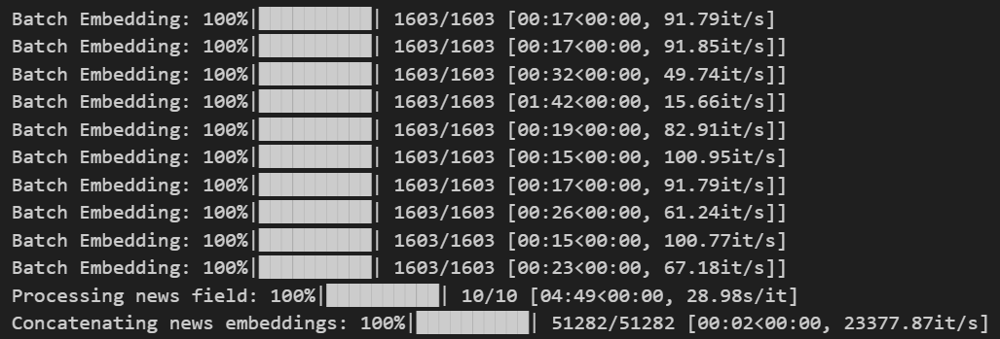 Batch Embedding: 100%|██████████| 1603/1603 [00:17<00:00, 91.79it/s]
Batch Embedding: 100%|██████████| 1603/1603 [00:17<00:00, 91.85it/s]]
Batch Embedding: 100%|██████████| 1603/1603 [00:32<00:00, 49.74it/s]]
Batch Embedding: 100%|██████████| 1603/1603 [01:42<00:00, 15.66it/s]]
Batch Embedding: 100%|██████████| 1603/1603 [00:19<00:00, 82.91it/s]]
Batch Embedding: 100%|██████████| 1603/1603 [00:15<00:00, 100.95it/s]
Batch Embedding: 100%|██████████| 1603/1603 [00:17<00:00, 91.79it/s]]
Batch Embedding: 100%|██████████| 1603/1603 [00:26<00:00, 61.24it/s]]
Batch Embedding: 100%|██████████| 1603/1603 [00:15<00:00, 100.77it/s]
Batch Embedding: 100%|██████████| 1603/1603 [00:23<00:00, 67.18it/s]]
Processing news field: 100%|██████████| 10/10 [04:49<00:00, 28.98s/it]
Concatenating news embeddings: 100%|██████████| 51282/51282 [00:02<00:00, 23377.87it/s]